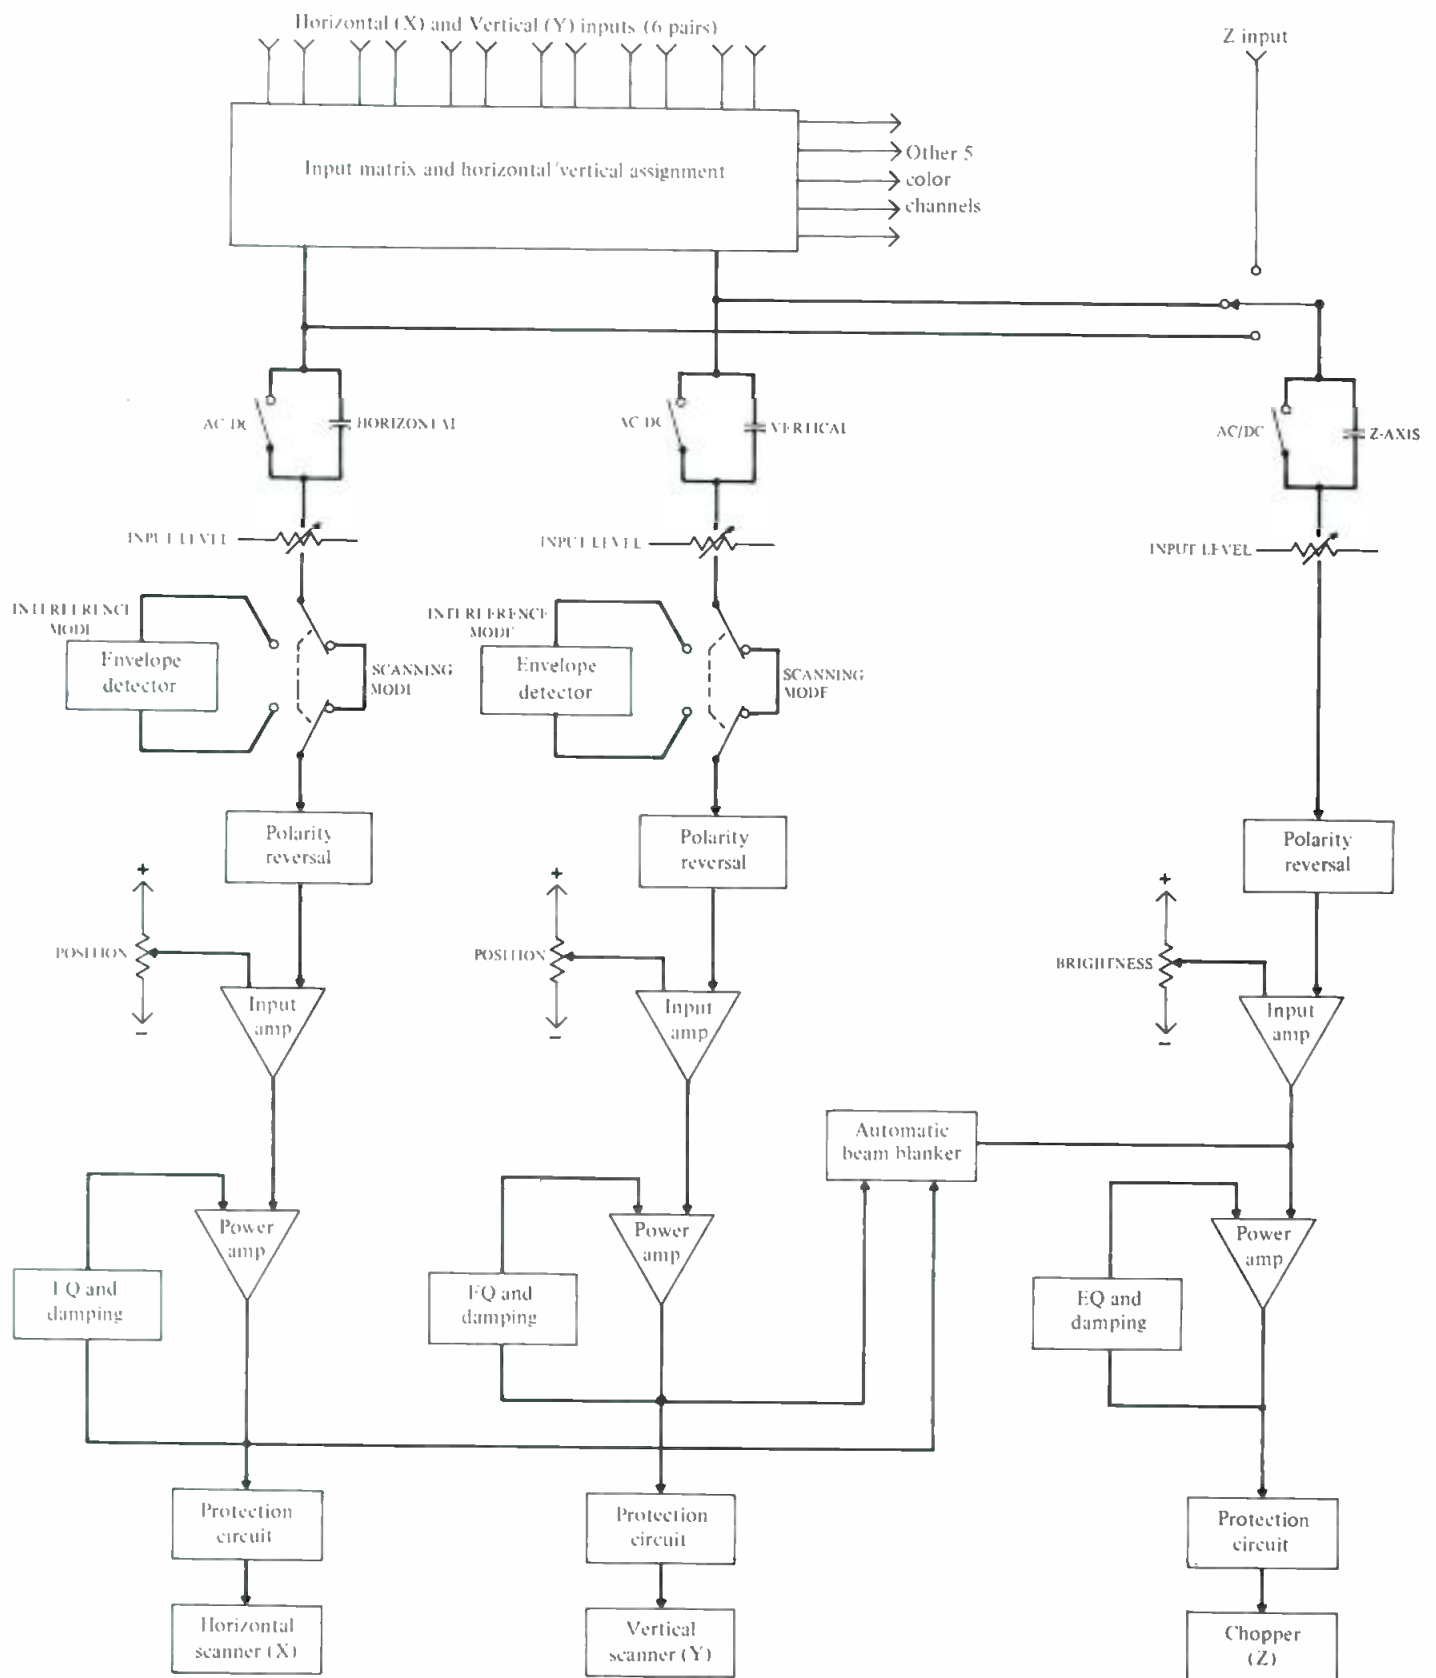 Horizontal (X) and Vertical (Y) inputs (6 pairs)
Z input
Input matrix and horizontal/vertical assignment
Other 5
color
channels
AC/DC
HORIZONTAL
AC/DC
VERTICAL
AC/DC
Z-AXIS
INPUT LEVEL
INPUT LEVEL
INPUT LEVEL
INTERFERENCE
MODE
Envelope
detector
SCANNING
MODE
INTERFERENCE
MODE
Envelope
detector
SCANNING
MODE
Polarity
reversal
Polarity
reversal
Polarity
reversal
+
POSITION
−
+
POSITION
−
+
BRIGHTNESS
−
Input
amp
Input
amp
Input
amp
Automatic
beam blanker
Power
amp
Power
amp
Power
amp
EQ and
damping
EQ and
damping
EQ and
damping
Protection
circuit
Protection
circuit
Protection
circuit
Horizontal
scanner (X)
Vertical
scanner (Y)
Chopper
(Z)